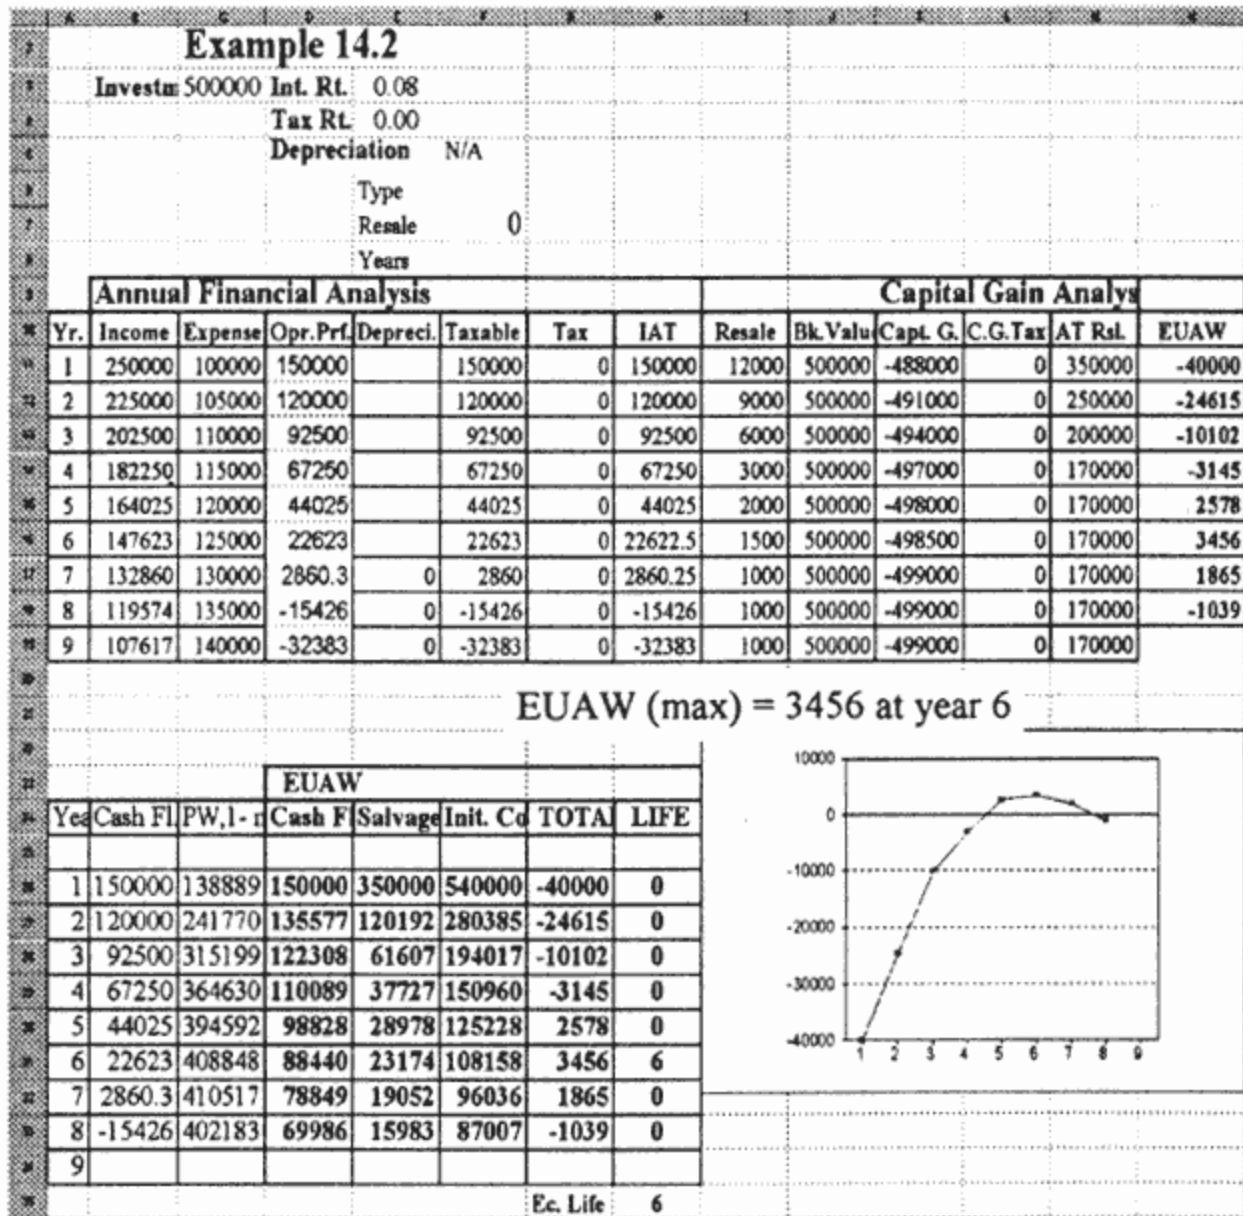 Example 14.2
Investm 500000 Int. Rt. 0.08
Tax Rt. 0.00
Depreciation N/A
Type
Resale 0
Years
Annual Financial Analysis Capital Gain Analys
Yr. Income Expense Opr.Prf. Depreci. Taxable Tax IAT Resale Bk.Valu Capt. G. C.G.Tax AT Rsl. EUAW
1 250000 100000 150000 150000 0 150000 12000 500000 -488000 0 350000 -40000
2 225000 105000 120000 120000 0 120000 9000 500000 -491000 0 250000 -24615
3 202500 110000 92500 92500 0 92500 6000 500000 -494000 0 200000 -10102
4 182250 115000 67250 67250 0 67250 3000 500000 -497000 0 170000 -3145
5 164025 120000 44025 44025 0 44025 2000 500000 -498000 0 170000 2578
6 147623 125000 22623 22623 0 22622.5 1500 500000 -498500 0 170000 3456
7 132860 130000 2860.3 0 2860 0 2860.25 1000 500000 -499000 0 170000 1865
8 119574 135000 -15426 0 -15426 0 -15426 1000 500000 -499000 0 170000 -1039
9 107617 140000 -32383 0 -32383 0 -32383 1000 500000 -499000 0 170000
EUAW (max) = 3456 at year 6
EUAW
Yea Cash Fl. PW,1- n Cash F Salvage Init. Co TOTA LIFE
1 150000 138889 150000 350000 540000 -40000 0
2 120000 241770 135577 120192 280385 -24615 0
3 92500 315199 122308 61607 194017 -10102 0
4 67250 364630 110089 37727 150960 -3145 0
5 44025 394592 98828 28978 125228 2578 0
6 22623 408848 88440 23174 108158 3456 6
7 2860.3 410517 78849 19052 96036 1865 0
8 -15426 402183 69986 15983 87007 -1039 0
9
Ec. Life 6
10000
0
-10000
-20000
-30000
-40000
1 2 3 4 5 6 7 8 9